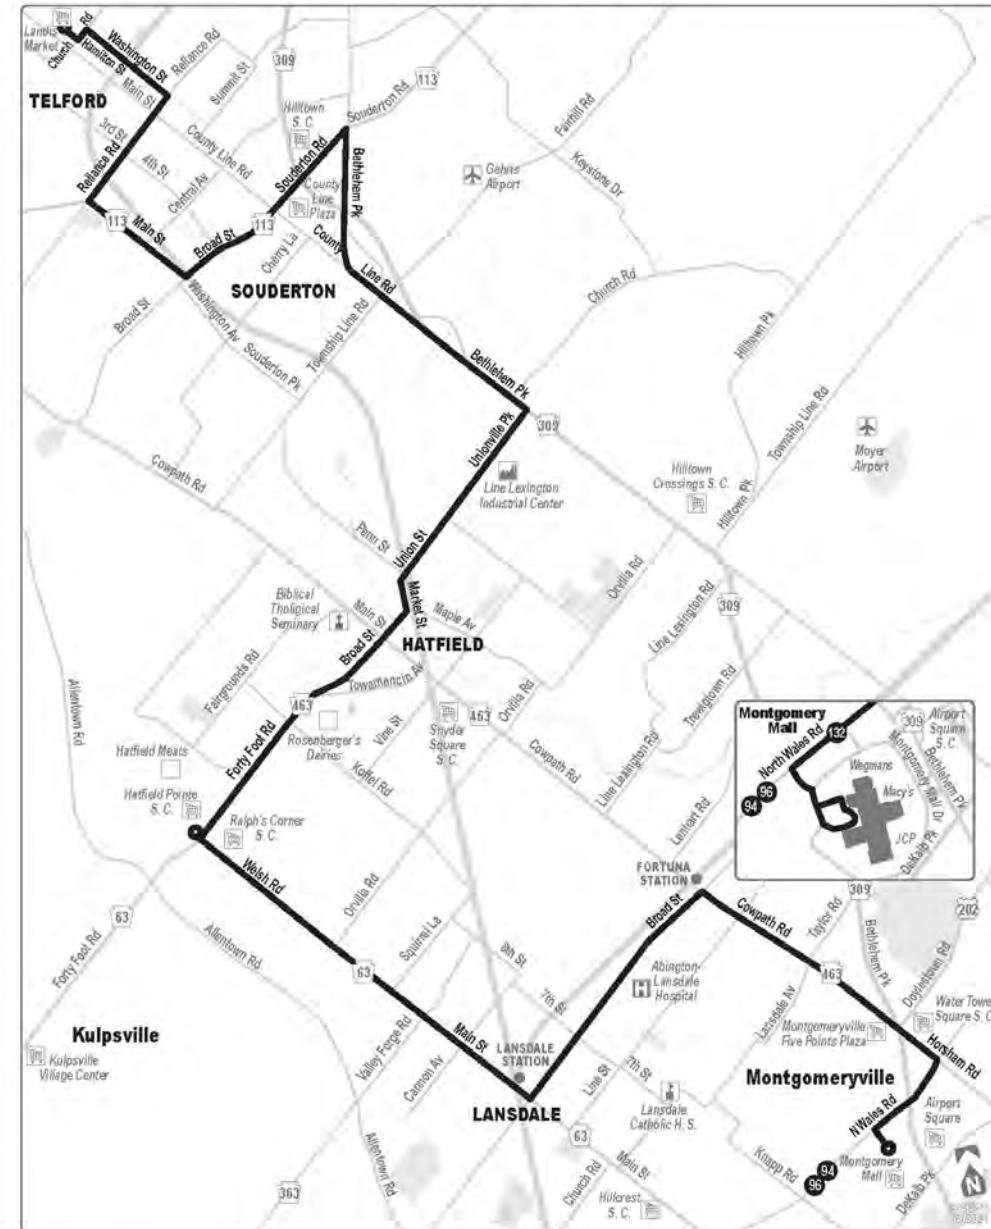 Landis
Market
Church Rd
Hamilton St
Washington St
Reliance Rd
Summit St
309
113
Souderton Rd
Fairhill Rd
TELFORD
Main St
3rd St
4th St
Hilltown
S. C.
County Line Rd
Souderton Rd
Bethlehem Pk
Gehris
Airport
Keystone Dr
Reliance Rd
Central Av
County
Line
Plaza
113
Main St
Broad St
113
Cherry La
County
Line Rd
Church Rd
SOUDERTON
Broad St
Washington Av
Souderton Pk
Township Line Rd
Hilltown Pk
Bethlehem Pk
Township Line Rd
309
Unionville Pk
Moyer
Airport
Cowpath Rd
Line Lexington
Industrial Center
Hilltown
Crossings S. C.
Hilltown Pk
Penn St
Union St
Orvilla Rd
Biblical
Tholigical
Seminary
Main St
Market St
Maple Av
309
Line Lexington Rd
Broad St
HATFIELD
Fairgrounds Rd
Towamencin Av
Allentown Rd
463
Orvilla Rd
Trewigtown Rd
Vine St
Snyder
Square
S. C.
463
Montgomery
Mall
132
309
Airport
Square
S. C.
Forty Foot Rd
Rosenberger's
Dairies
Hatfield Meats
Koffel Rd
Cowpath Rd
Line Lexington Rd
North Wales Rd
Montgomery Mall Dr
Bethlehem Pk
Wegmans
Macy's
96
94
Hatfield Pointe
S. C.
Ralph's Corner
S. C.
Lenhart Rd
JCP
DeKalb Pk
FORTUNA
STATION
Welsh Rd
309
63
Orvilla Rd
Broad St
Cowpath Rd
Taylor Rd
202
Forty Foot Rd
Allentown Rd
Squirrel La
8th St
Bethlehem Pk
63
Abington-
Lansdale
Hospital
463
Doylestown Rd
7th St
Lansdale Av
Water Towe
Square S. C.
Kulpsville
Main St
Montgomeryville
Five Points Plaza
Kulpsville
Village Center
Valley Forge Rd
LANSDALE
STATION
Horsham Rd
Cannon Av
Line St
7th St
Montgomeryville
LANSDALE
Lansdale
Catholic H. S.
N Wales Rd
Airport
Square
63
Allentown Rd
Main St
Knapp Rd
94
96
Montgomery
Mall
Church Rd
363
Hillcrest
S. C.
DeKalb Pk
N